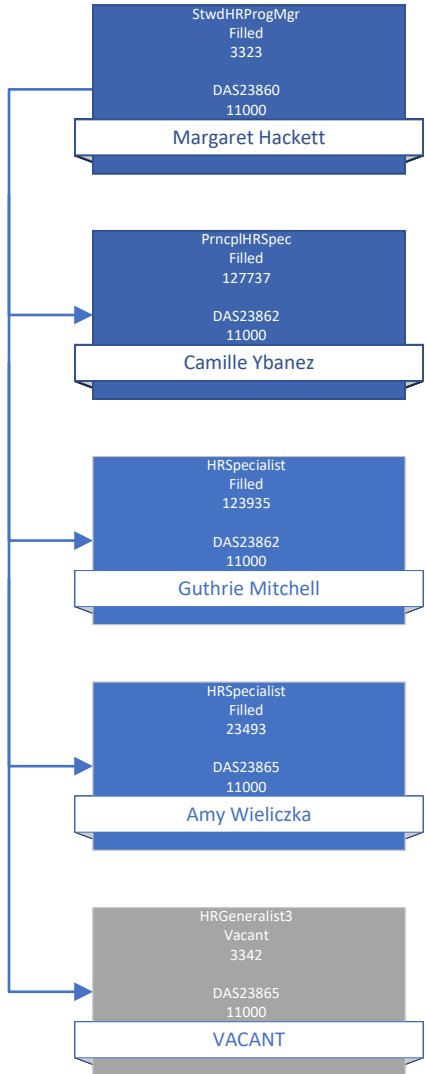 StwdHRProgMgr
Filled
3323
DAS23860
11000
Margaret Hackett
PrncplHRSpec
Filled
127737
DAS23862
11000
Camille Ybanez
HRSpecialist
Filled
123935
DAS23862
11000
Guthrie Mitchell
HRSpecialist
Filled
23493
DAS23865
11000
Amy Wieliczka
HRGeneralist3
Vacant
3342
DAS23865
11000
VACANT